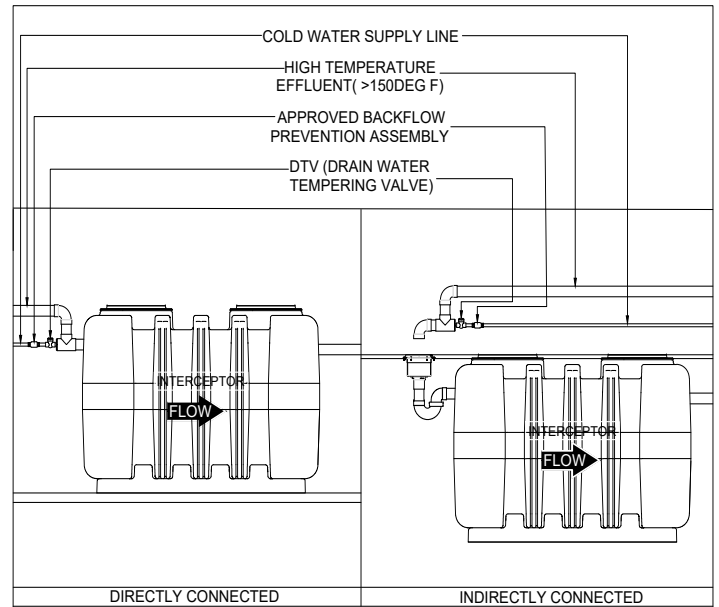 COLD WATER SUPPLY LINE
HIGH TEMPERATURE
EFFLUENT( >150DEG F)
APPROVED BACKFLOW
PREVENTION ASSEMBLY
DTV (DRAIN WATER
TEMPERING VALVE)
INTERCEPTOR
FLOW
INTERCEPTOR
FLOW
DIRECTLY CONNECTED
INDIRECTLY CONNECTED